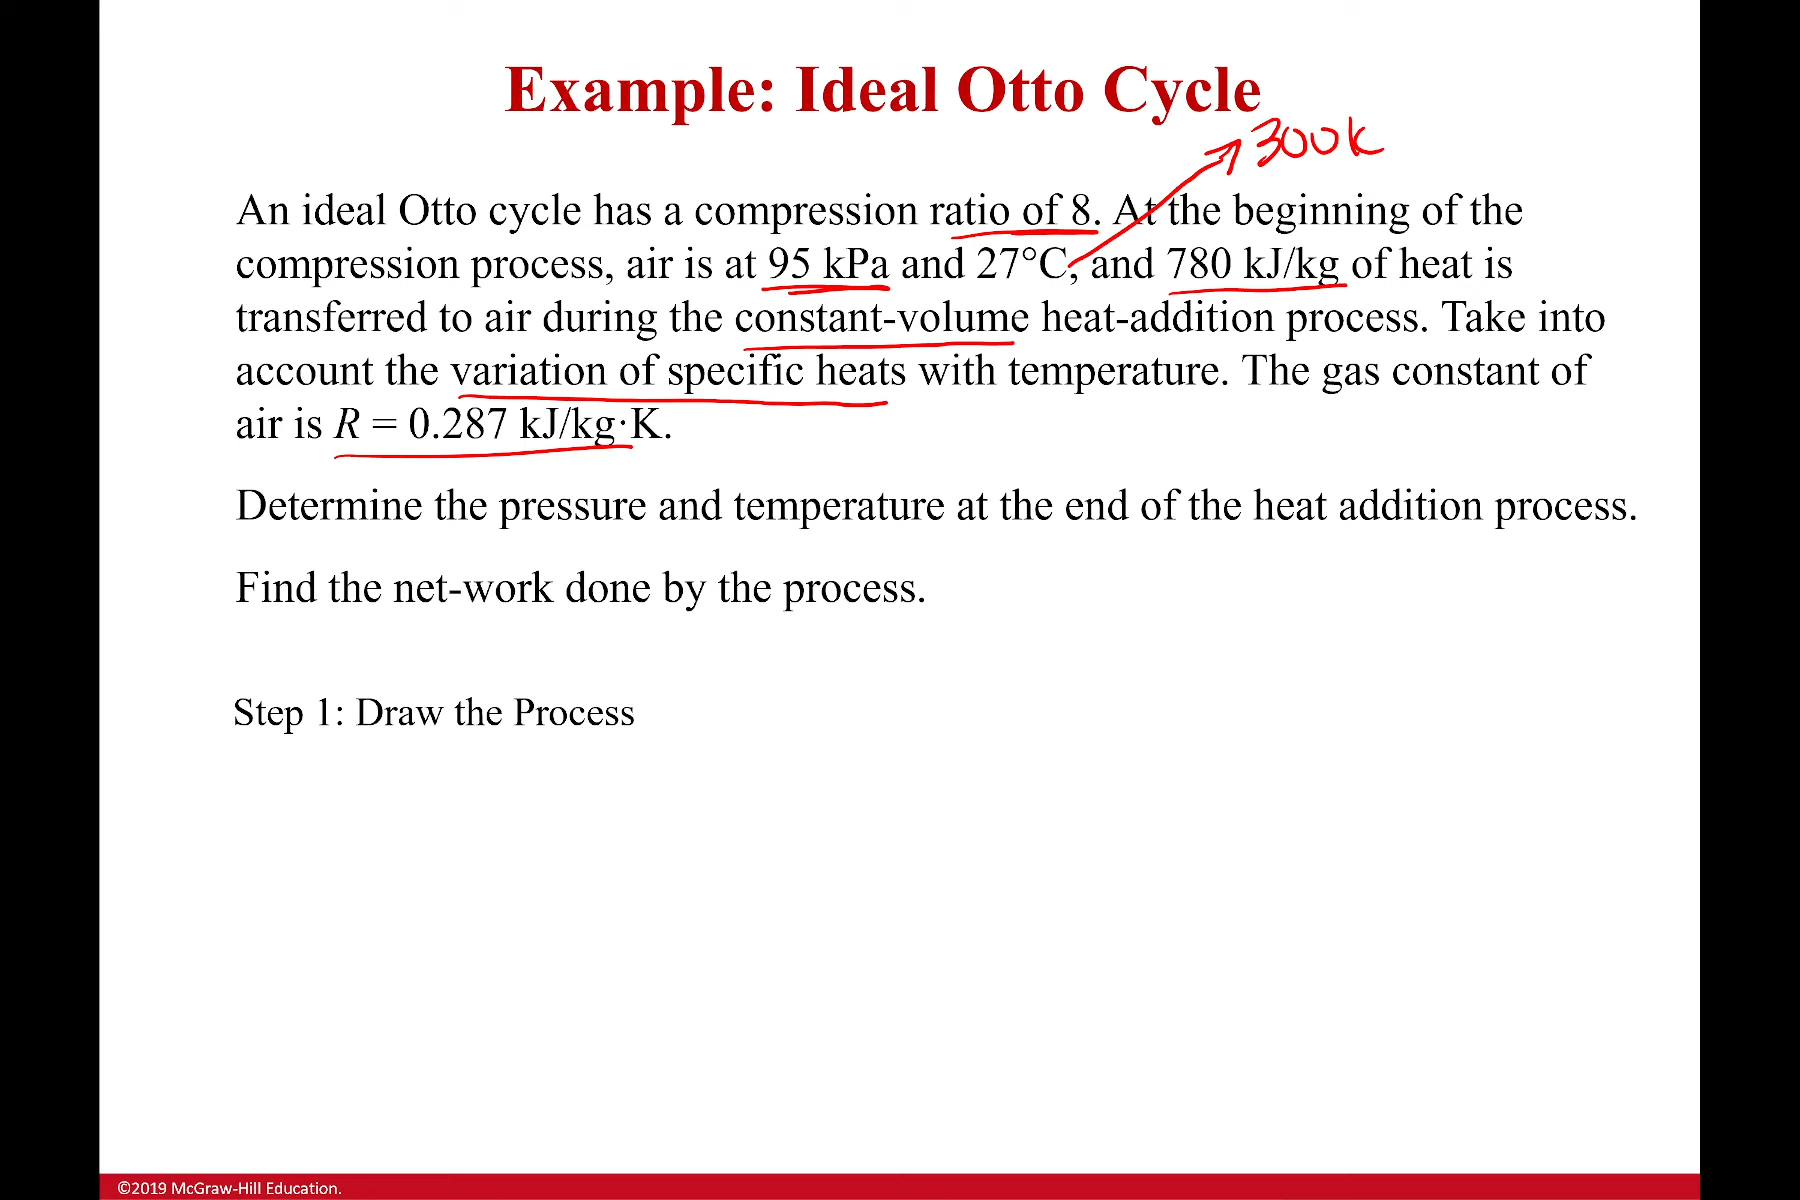 Example: Ideal Otto Cycle
300K
An ideal Otto cycle has a compression ratio of 8. At the beginning of the
compression process, air is at 95 kPa and 27°C, and 780 kJ/kg of heat is
transferred to air during the constant-volume heat-addition process. Take into
account the variation of specific heats with temperature. The gas constant of
air is R = 0.287 kJ/kg·K.
Determine the pressure and temperature at the end of the heat addition process.
Find the net-work done by the process.
Step 1: Draw the Process
©2019 McGraw-Hill Education.